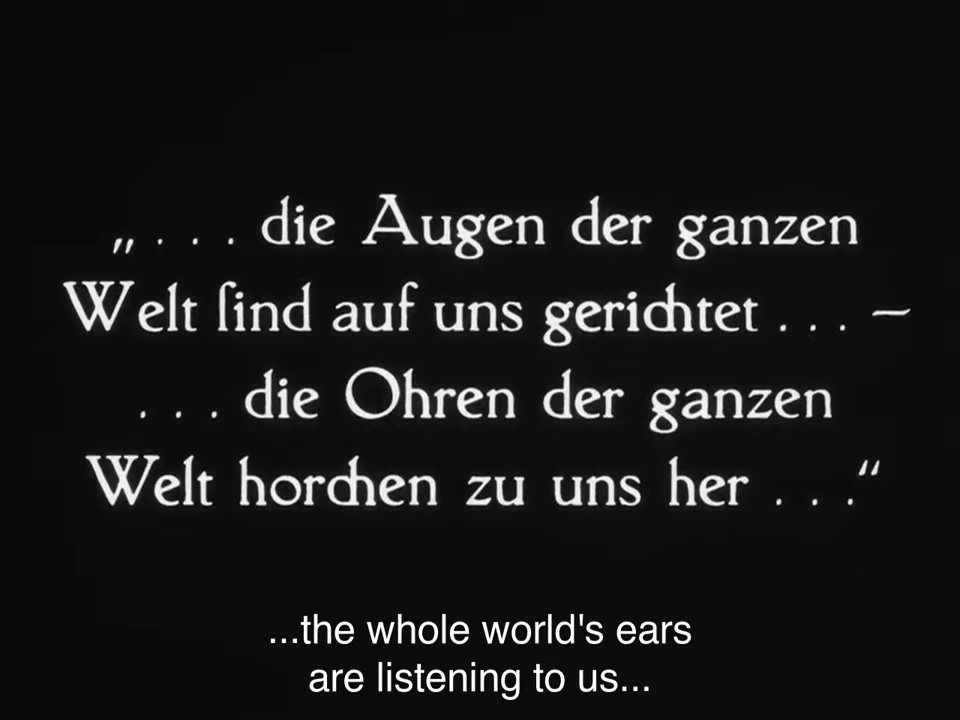 „ . . . die Augen der ganzen
Welt ſind auf uns gerichtet . . . —
. . . die Ohren der ganzen
Welt horchen zu uns her . . .“
...the whole world's ears
are listening to us...